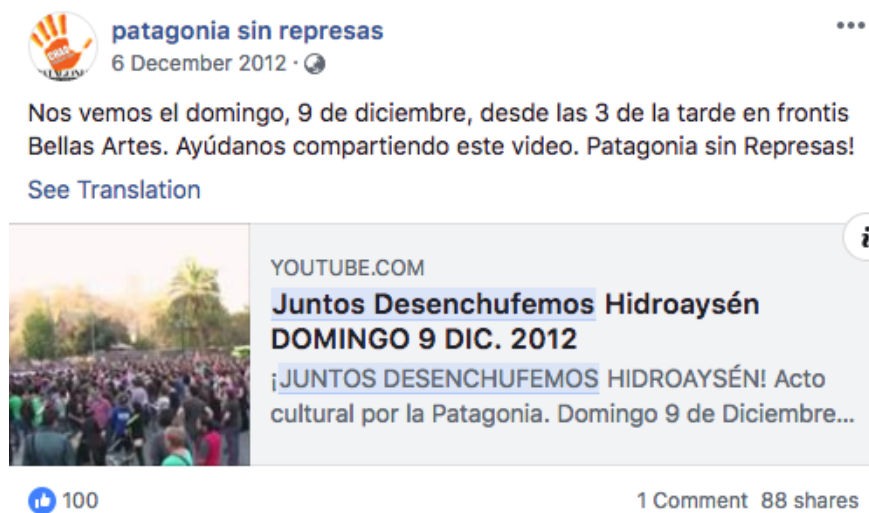 patagonia sin represas
6 December 2012 ·
Nos vemos el domingo, 9 de diciembre, desde las 3 de la tarde en frontis
Bellas Artes. Ayúdanos compartiendo este video. Patagonia sin Represas!
See Translation
YOUTUBE.COM
Juntos Desenchufemos Hidroaysén
DOMINGO 9 DIC. 2012
¡JUNTOS DESENCHUFEMOS HIDROAYSÉN! Acto
cultural por la Patagonia. Domingo 9 de Diciembre...
100
1 Comment 88 shares